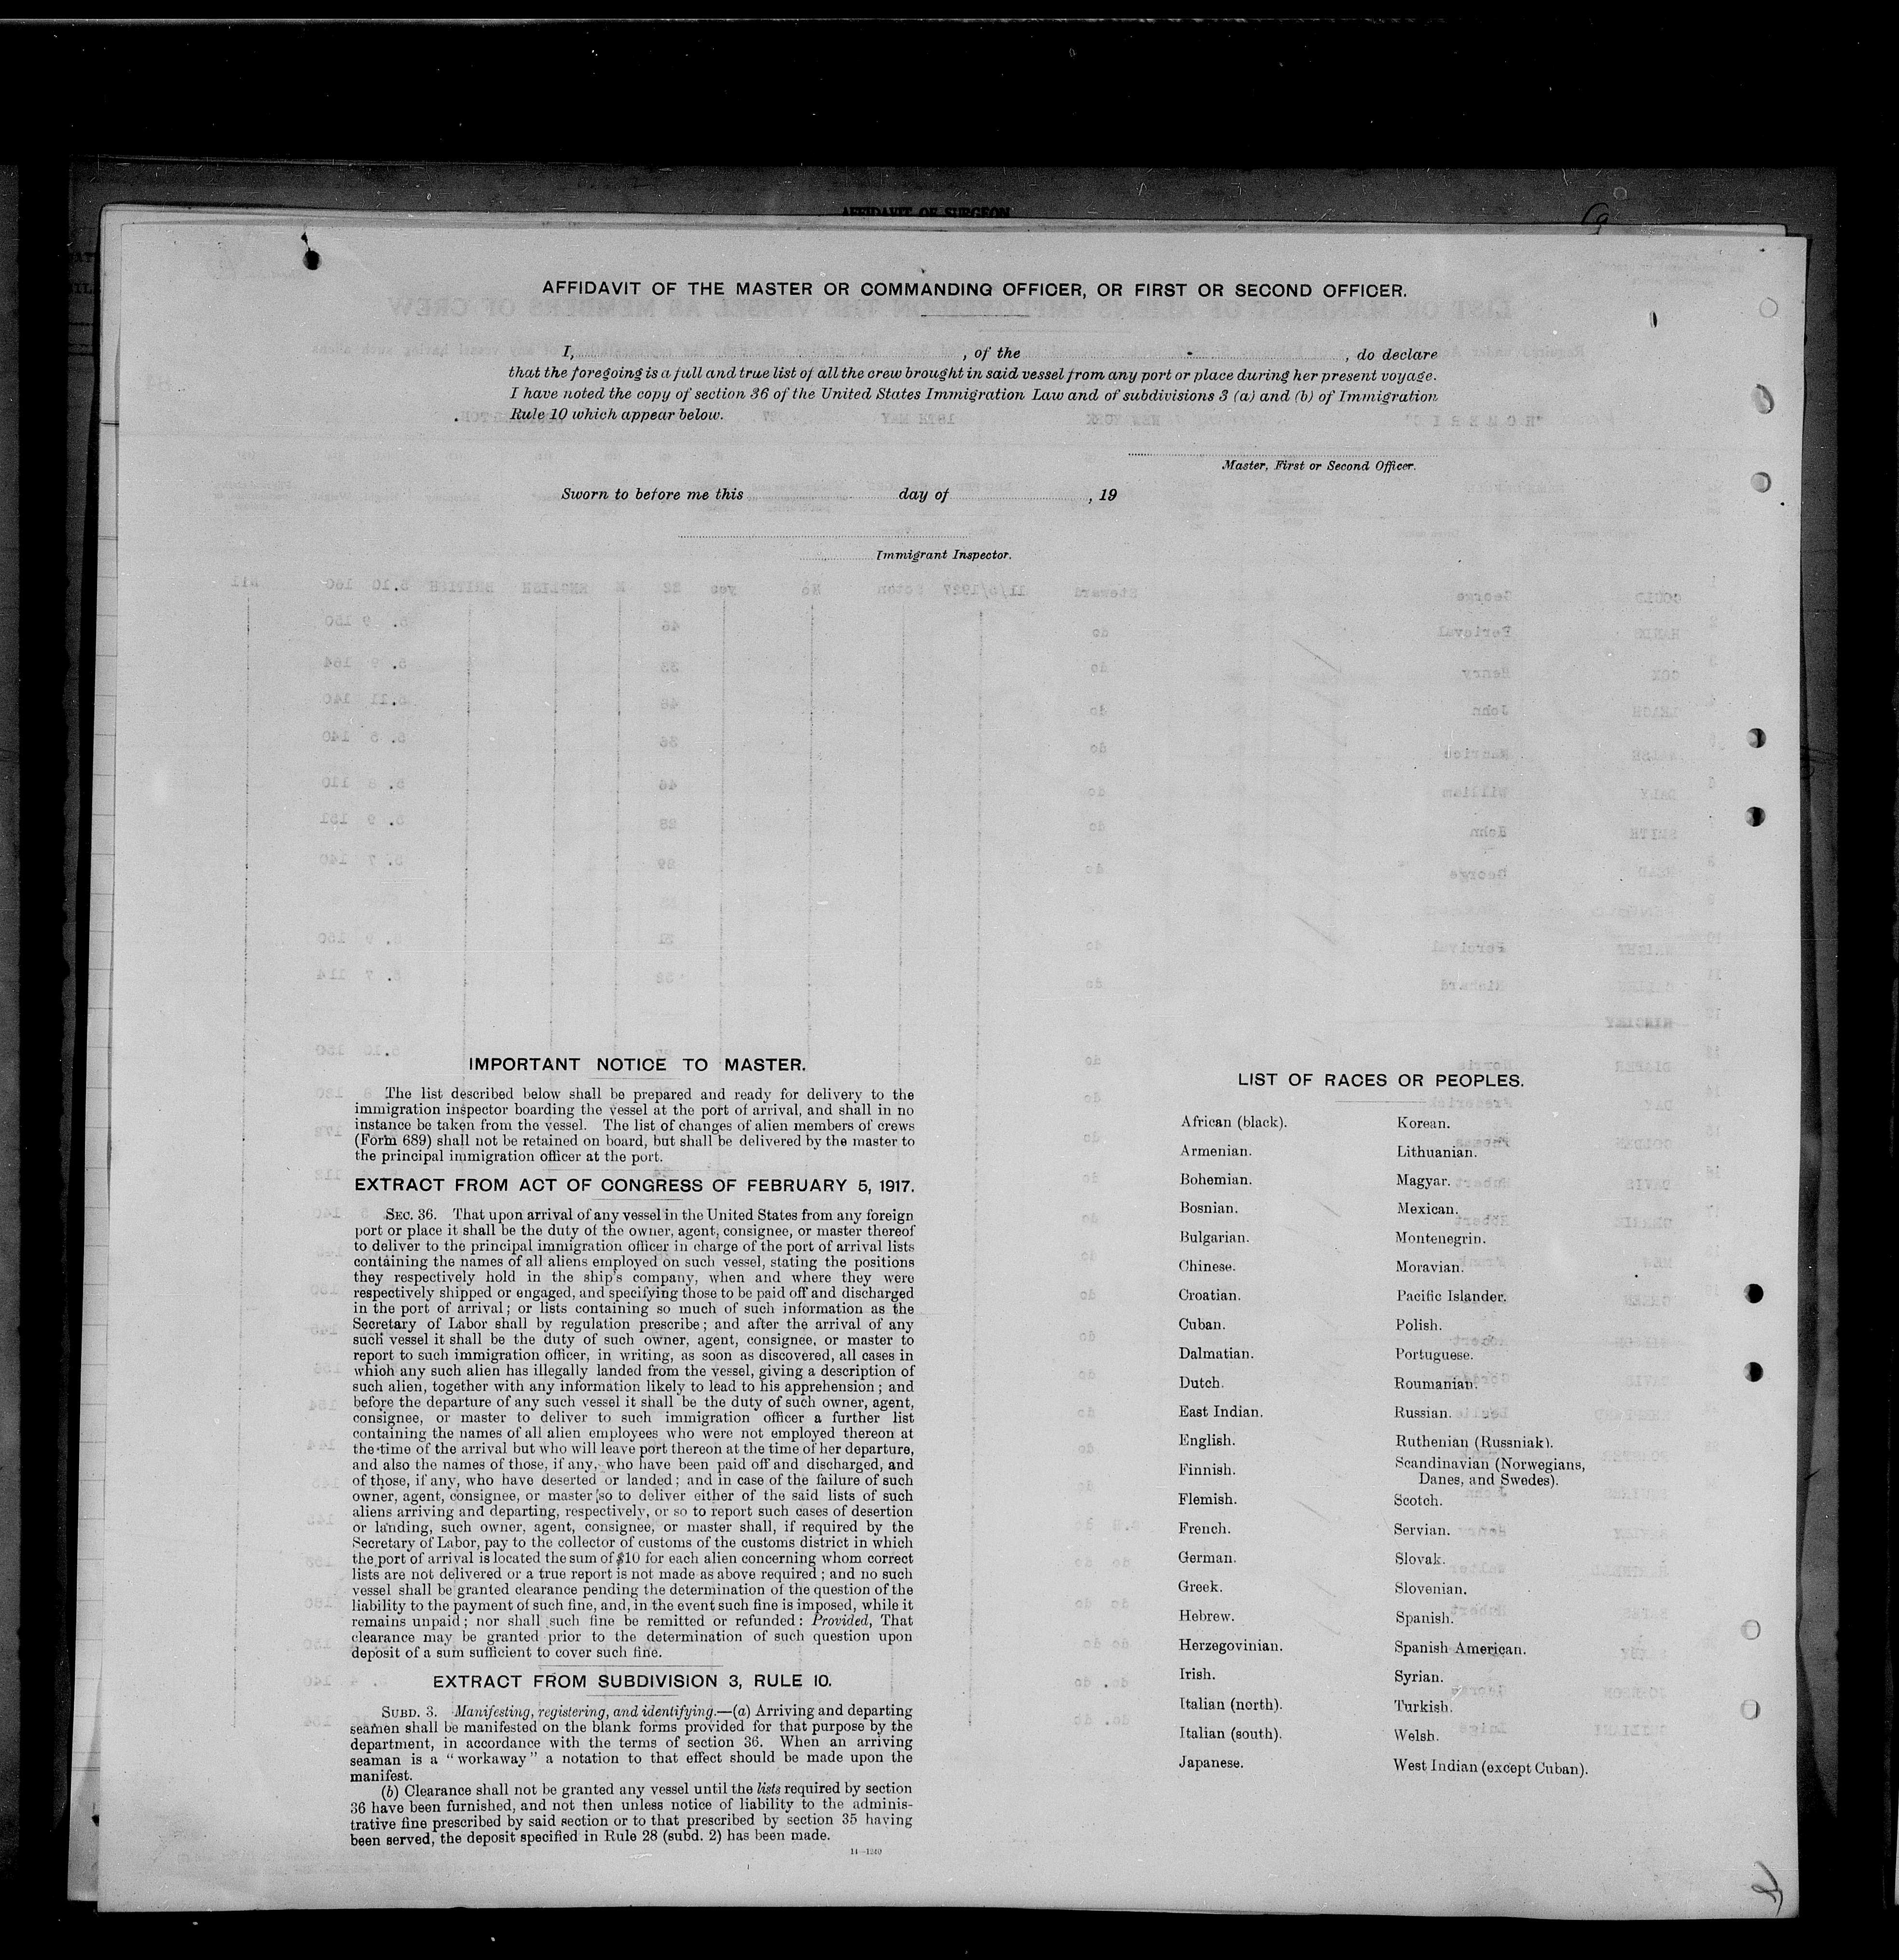 AFFIDAVIT OF SURGEON
AFFIDAVIT OF THE MASTER OR COMMANDING OFFICER, OR FIRST OR SECOND OFFICER.
I, , of the , do declare
that the foregoing is a full and true list of all the crew brought in said vessel from any port or place during her present voyage.
I have noted the copy of section 36 of the United States Immigration Law and of subdivisions 3 (a) and (b) of Immigration
Rule 10 which appear below.
Master, First or Second Officer.
Sworn to before me this day of , 19
Immigrant Inspector.
IMPORTANT NOTICE TO MASTER.
The list described below shall be prepared and ready for delivery to the
immigration inspector boarding the vessel at the port of arrival, and shall in no
instance be taken from the vessel. The list of changes of alien members of crews
(Form 689) shall not be retained on board, but shall be delivered by the master to
the principal immigration officer at the port.
EXTRACT FROM ACT OF CONGRESS OF FEBRUARY 5, 1917.
SEC. 36. That upon arrival of any vessel in the United States from any foreign
port or place it shall be the duty of the owner, agent, consignee, or master thereof
to deliver to the principal immigration officer in charge of the port of arrival lists
containing the names of all aliens employed on such vessel, stating the positions
they respectively hold in the ship's company, when and where they were
respectively shipped or engaged, and specifying those to be paid off and discharged
in the port of arrival; or lists containing so much of such information as the
Secretary of Labor shall by regulation prescribe; and after the arrival of any
such vessel it shall be the duty of such owner, agent, consignee, or master to
report to such immigration officer, in writing, as soon as discovered, all cases in
which any such alien has illegally landed from the vessel, giving a description of
such alien, together with any information likely to lead to his apprehension; and
before the departure of any such vessel it shall be the duty of such owner, agent,
consignee, or master to deliver to such immigration officer a further list
containing the names of all alien employees who were not employed thereon at
the time of the arrival but who will leave port thereon at the time of her departure,
and also the names of those, if any, who have been paid off and discharged, and
of those, if any, who have deserted or landed; and in case of the failure of such
owner, agent, consignee, or master so to deliver either of the said lists of such
aliens arriving and departing, respectively, or so to report such cases of desertion
or landing, such owner, agent, consignee, or master shall, if required by the
Secretary of Labor, pay to the collector of customs of the customs district in which
the port of arrival is located the sum of $10 for each alien concerning whom correct
lists are not delivered or a true report is not made as above required; and no such
vessel shall be granted clearance pending the determination of the question of the
liability to the payment of such fine, and, in the event such fine is imposed, while it
remains unpaid; nor shall such fine be remitted or refunded: Provided, That
clearance may be granted prior to the determination of such question upon
deposit of a sum sufficient to cover such fine.
EXTRACT FROM SUBDIVISION 3, RULE 10.
SUBD. 3. Manifesting, registering, and identifying.—(a) Arriving and departing
seamen shall be manifested on the blank forms provided for that purpose by the
department, in accordance with the terms of section 36. When an arriving
seaman is a "workaway" a notation to that effect should be made upon the
manifest.
(b) Clearance shall not be granted any vessel until the lists required by section
36 have been furnished, and not then unless notice of liability to the adminis-
trative fine prescribed by said section or to that prescribed by section 35 having
been served, the deposit specified in Rule 28 (subd. 2) has been made.
14—1240
LIST OF RACES OR PEOPLES.
African (black).
Armenian.
Bohemian.
Bosnian.
Bulgarian.
Chinese.
Croatian.
Cuban.
Dalmatian.
Dutch.
East Indian.
English.
Finnish.
Flemish.
French.
German.
Greek.
Hebrew.
Herzegovinian.
Irish.
Italian (north).
Italian (south).
Japanese.
Korean.
Lithuanian.
Magyar.
Mexican.
Montenegrin.
Moravian.
Pacific Islander.
Polish.
Portuguese.
Roumanian.
Russian.
Ruthenian (Russniak).
Scandinavian (Norwegians,
Danes, and Swedes).
Scotch.
Servian.
Slovak.
Slovenian.
Spanish.
Spanish American.
Syrian.
Turkish.
Welsh.
West Indian (except Cuban).